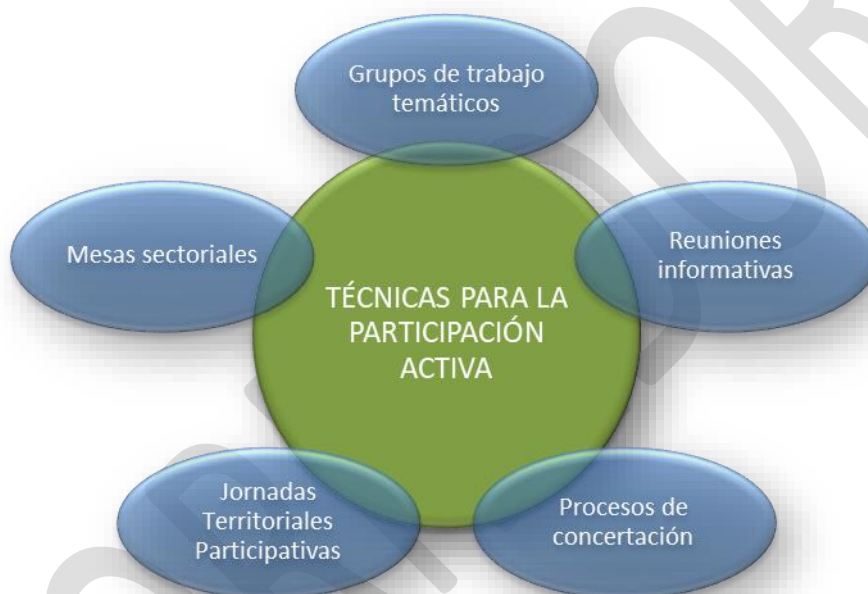 Grupos de trabajo
temáticos
Mesas sectoriales
Reuniones
informativas
TÉCNICAS PARA LA
PARTICIPACIÓN
ACTIVA
Jornadas
Territoriales
Participativas
Procesos de
concertación